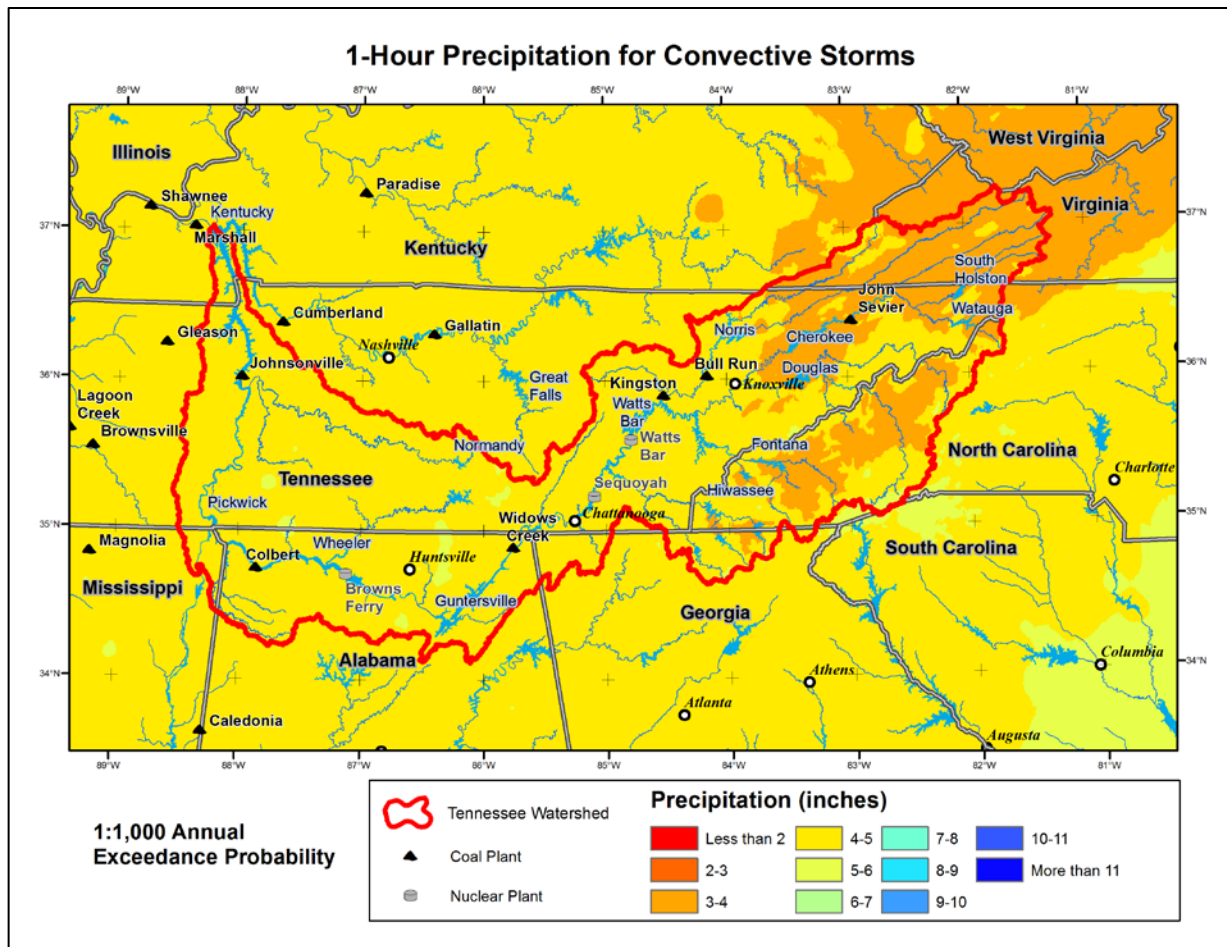 1-Hour Precipitation for Convective Storms
89°W 88°W 87°W 86°W 85°W 84°W 83°W 82°W 81°W
West Virginia
Illinois
Paradise
Shawnee
Virginia
37°N
Kentucky
37°N
Marshall
Kentucky
South
Holston
John
Sevier
Cumberland
Watauga
Gleason
Gallatin
Norris
Cherokee
Nashville
36°N
Johnsonville
Bull Run
Douglas
36°N
Great
Falls
Kingston
Knoxville
Lagoon
Creek
Watts
Bar
Brownsville
Normandy
Watts
Bar
Fontana
North Carolina
Charlotte
Tennessee
Sequoyah
Hiwassee
Pickwick
35°N
Chattanooga
35°N
Widows
Creek
Magnolia
Wheeler
South Carolina
Colbert
Huntsville
Mississippi
Browns
Ferry
Guntersville
Georgia
34°N
Alabama
Columbia
34°N
Athens
Atlanta
Caledonia
Augusta
89°W 88°W 87°W 86°W 85°W 84°W 83°W 82°W 81°W
1:1,000 Annual
Exceedance Probability
Tennessee Watershed
Coal Plant
Nuclear Plant
Precipitation (inches)
Less than 2 4-5 7-8 10-11
2-3 5-6 8-9 More than 11
3-4 6-7 9-10